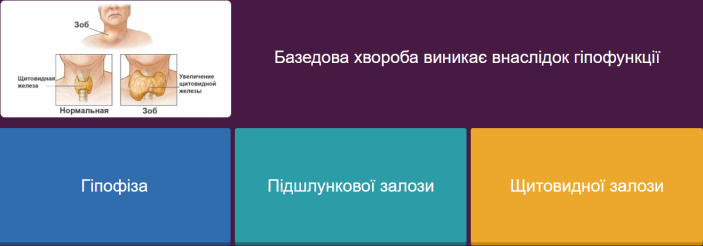 Зоб
Щитовидная
железа
Увеличение
щитовидной
железы
Нормальная
Зоб
Базедова хвороба виникає внаслідок гіпофункції
Гіпофіза
Підшлункової залози
Щитовидної залози